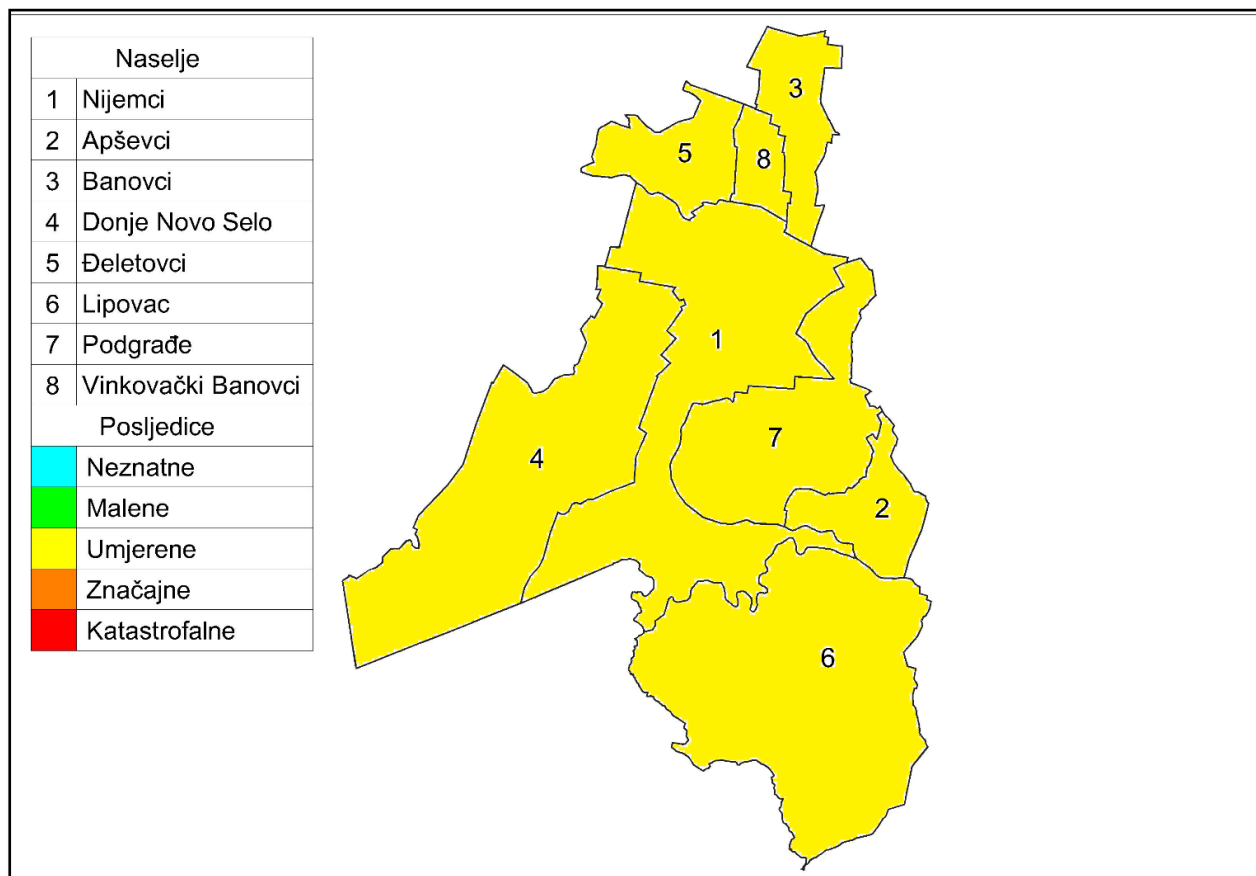 Naselje
1 Nijemci
2 Apševci
3 Banovci
4 Donje Novo Selo
5 Đeletovci
6 Lipovac
7 Podgrađe
8 Vinkovački Banovci
Posljedice
Neznatne
Malene
Umjerene
Značajne
Katastrofalne
3
5
8
1
7
4
2
6